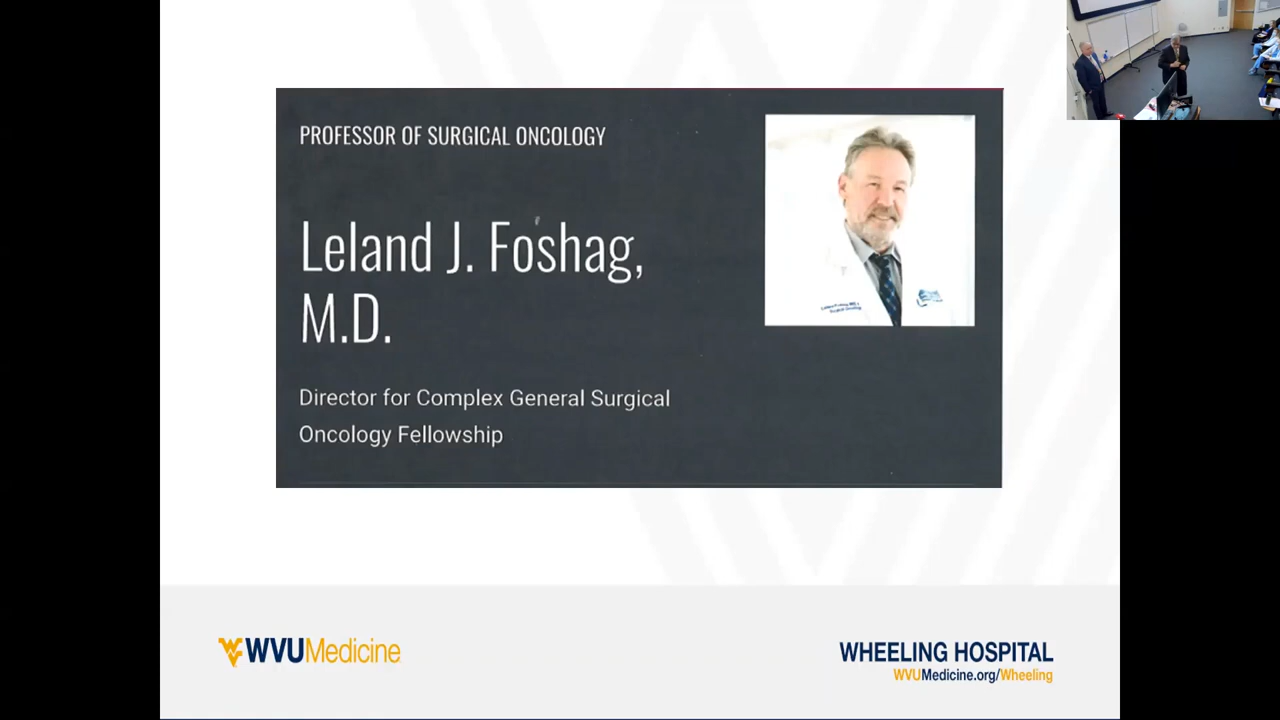 PROFESSOR OF SURGICAL ONCOLOGY
Leland J. Foshag,
M.D.
Director for Complex General Surgical
Oncology Fellowship
WVUMedicine
WHEELING HOSPITAL
WVUMedicine.org/Wheeling